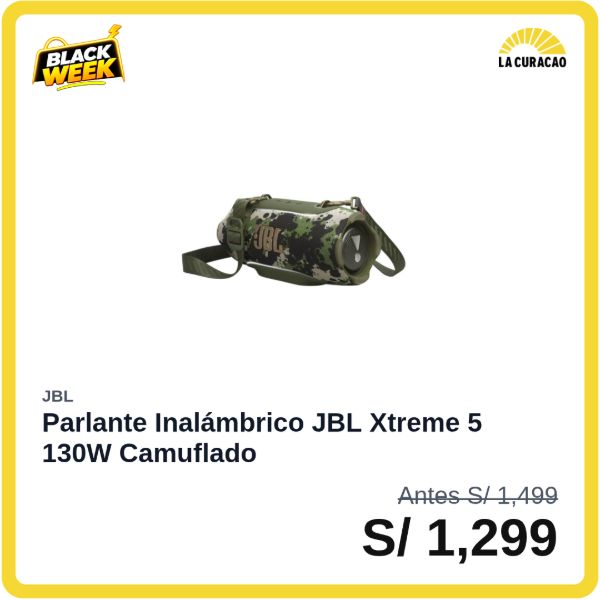 BLACK
WEEK
LA CURACAO
JBL
JBL
Parlante Inalámbrico JBL Xtreme 5
130W Camuflado
Antes S/ 1,499
S/ 1,299